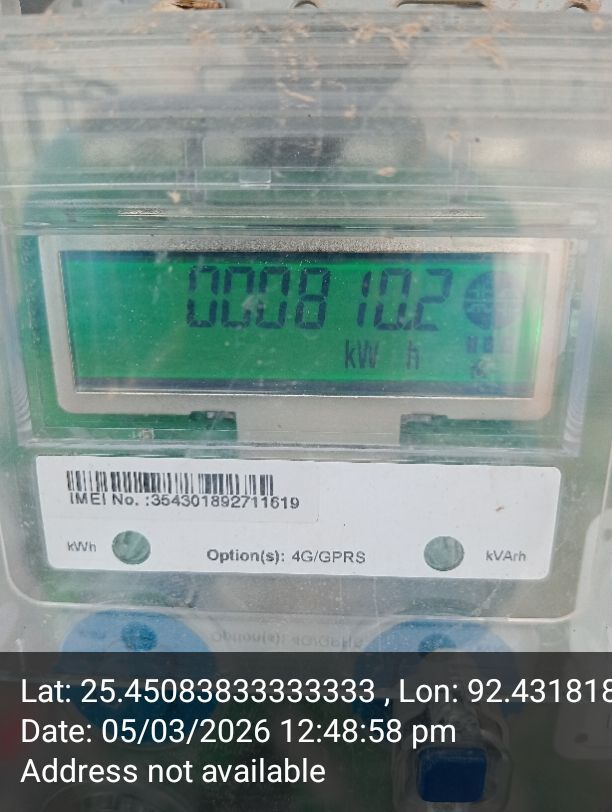 0008 10.2
kW h
IMEI No. :354301892711619
kWh Option(s): 4G/GPRS kVArh
Lat: 25.45083833333333 , Lon: 92.431818
Date: 05/03/2026 12:48:58 pm
Address not available